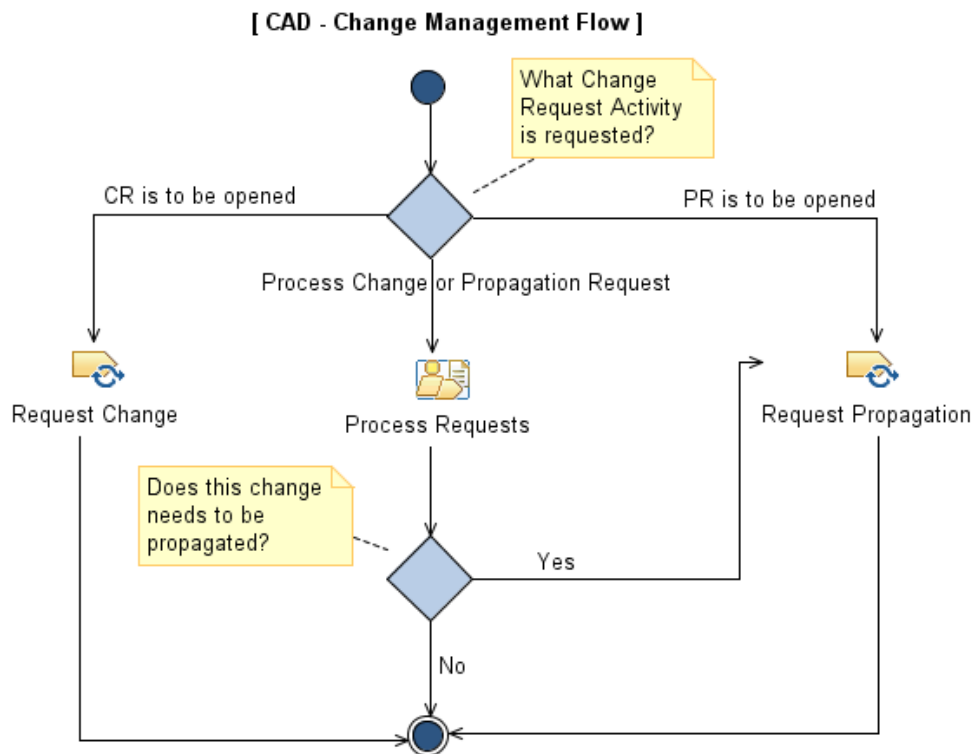 [ CAD - Change Management Flow ]
What Change
Request Activity
is requested?
CR is to be opened
PR is to be opened
Process Change or Propagation Request
Request Change
Process Requests
Request Propagation
Does this change
needs to be
propagated?
Yes
No